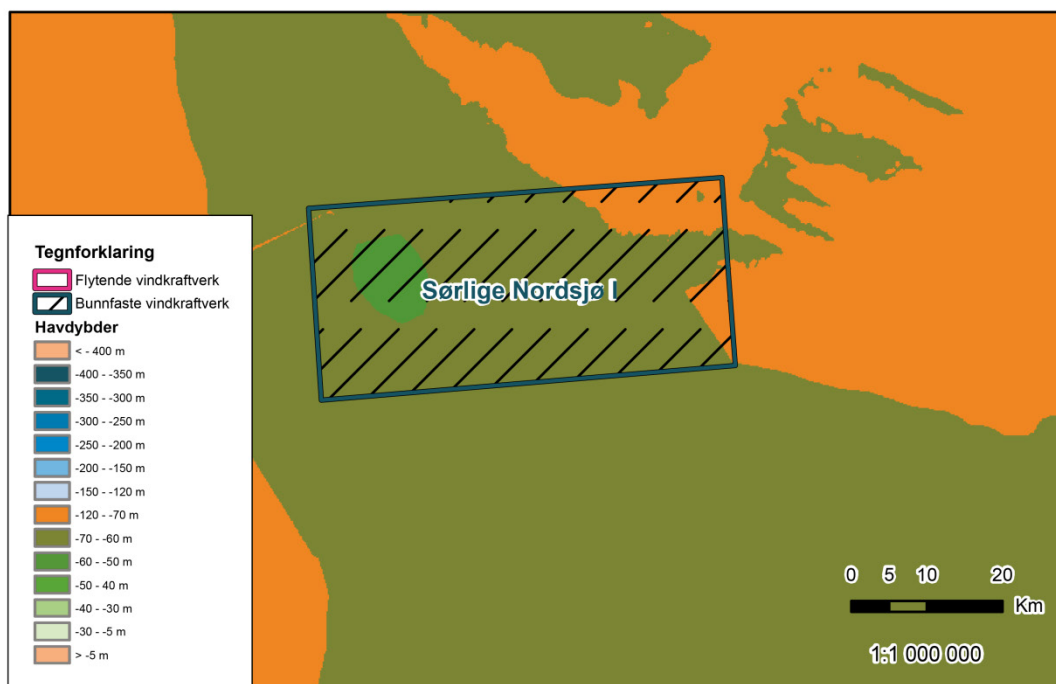 Sørlige Nordsjø I
Tegnforklaring
Flytende vindkraftverk
Bunnfaste vindkraftverk
Havdybder
< - 400 m
-400 - -350 m
-350 - -300 m
-300 - -250 m
-250 - -200 m
-200 - -150 m
-150 - -120 m
-120 - -70 m
-70 - -60 m
-60 - -50 m
-50 - 40 m
-40 - -30 m
-30 - -5 m
> -5 m
0 5 10 20
Km
1:1 000 000